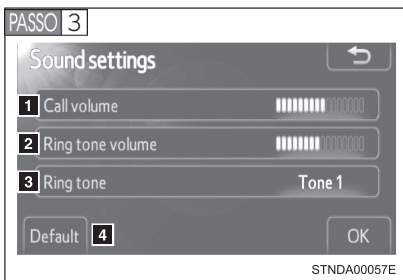 PASSO 3
Sound settings
1 Call volume
2 Ring tone volume
3 Ring tone Tone 1
Default 4 OK
STNDA00057E